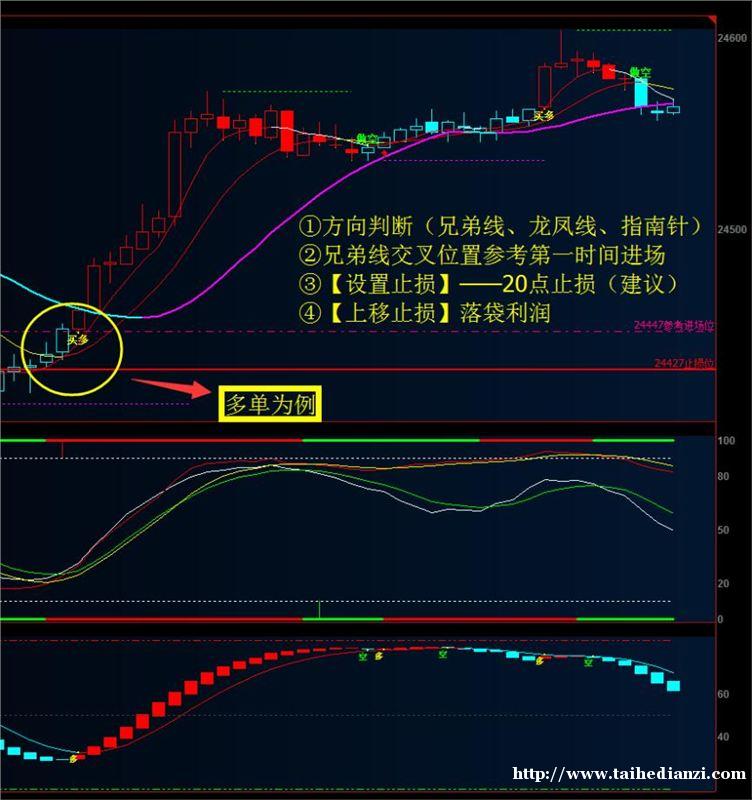 24600
做空
买多
做空
24500
①方向判断（兄弟线、龙凤线、指南针）
②兄弟线交叉位置参考第一时间进场
③【设置止损】——20点止损（建议）
④【上移止损】落袋利润
24447参考进场位
买多
24427止损位
多单为例
100
80
50
20
0
空 多 空 多 空
60
40
多
http://www.taihedianzi.com